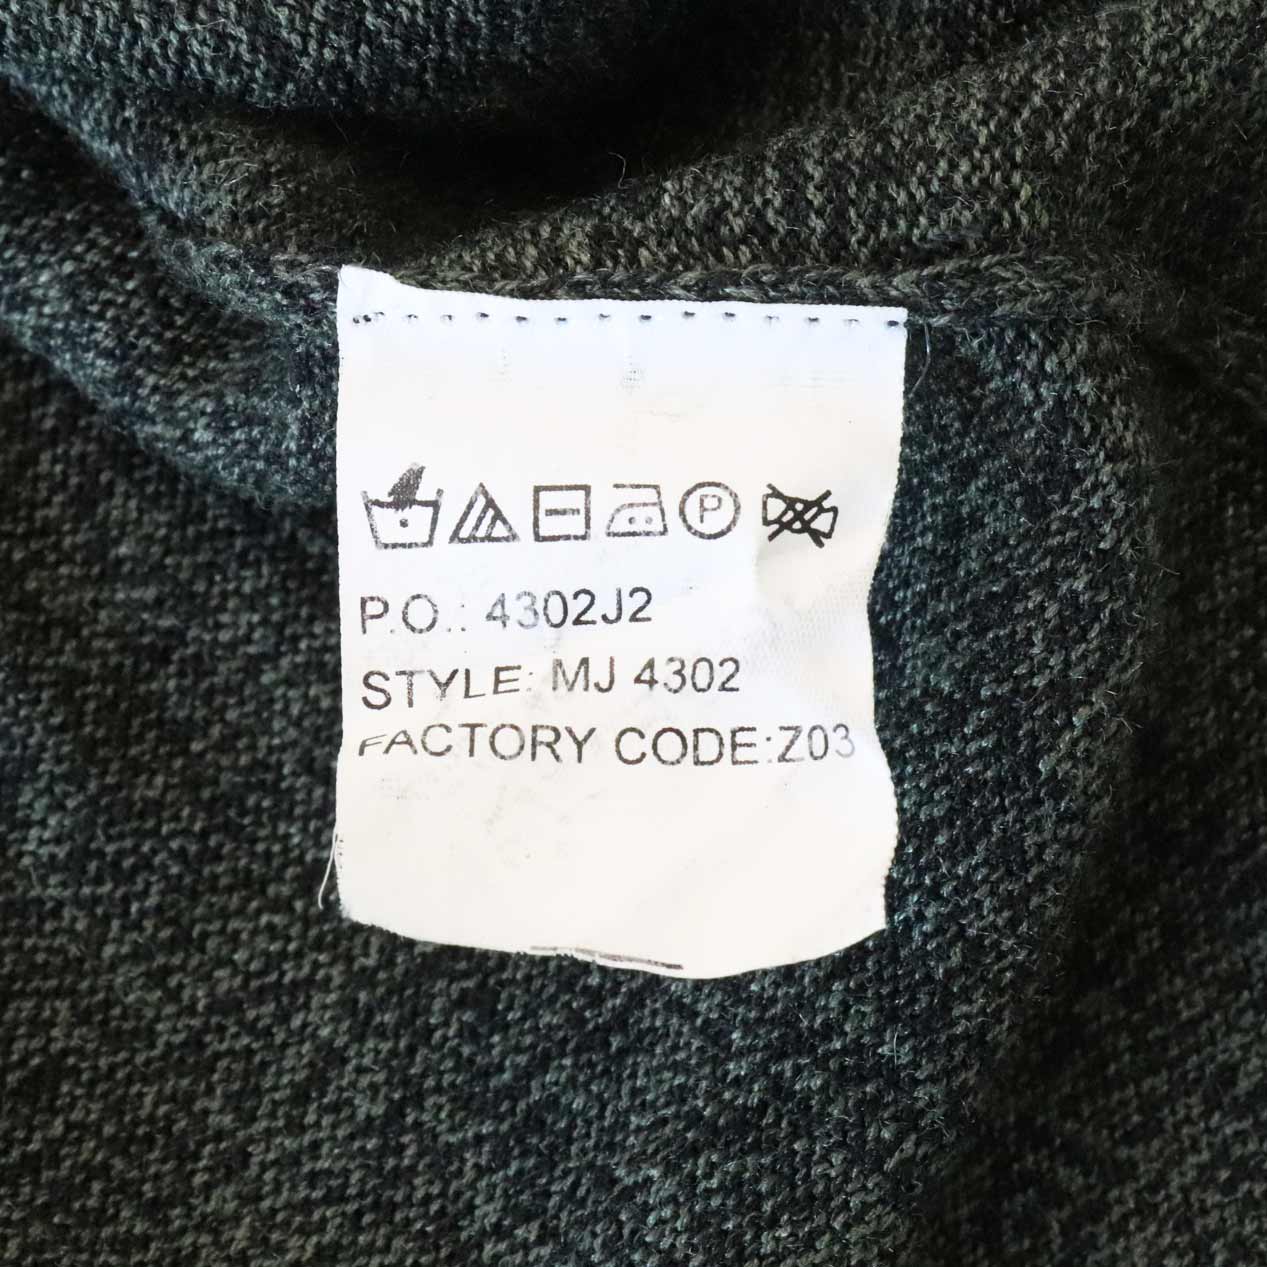 P
P.O.: 4302J2
STYLE: MJ 4302
FACTORY CODE:Z03